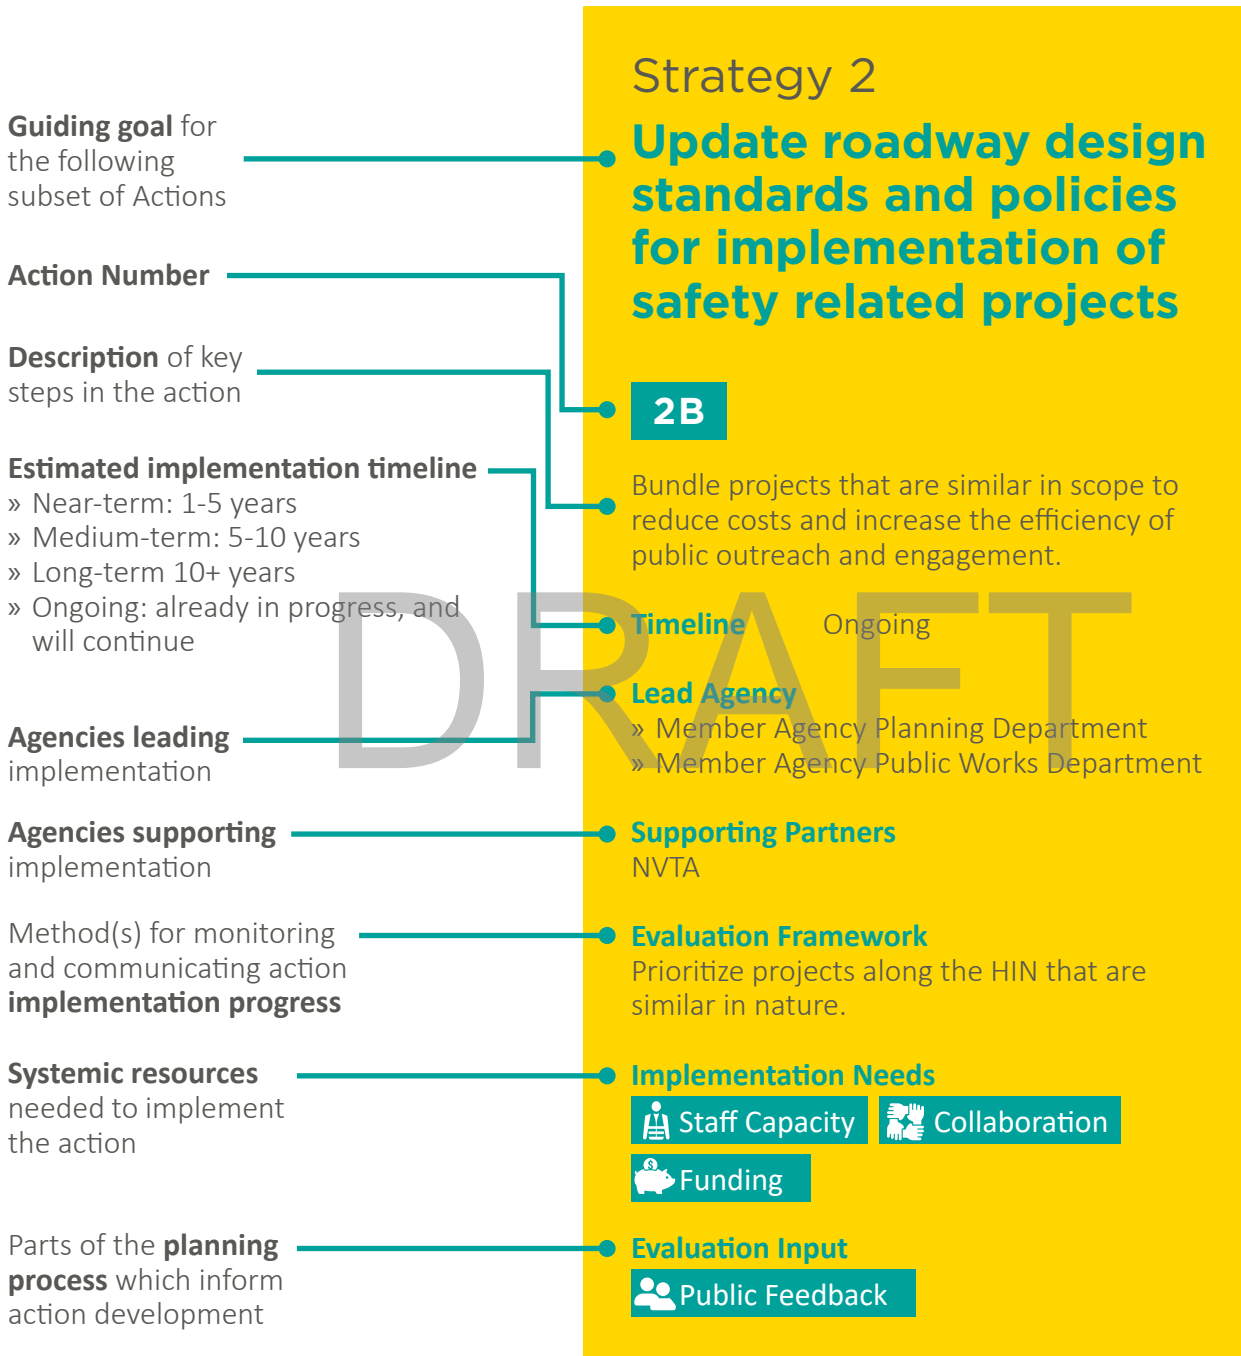 Guiding goal for
the following
subset of Actions
Action Number
Description of key
steps in the action
Estimated implementation timeline
» Near-term: 1-5 years
» Medium-term: 5-10 years
» Long-term 10+ years
» Ongoing: already in progress, and
will continue
Agencies leading
implementation
Agencies supporting
implementation
Method(s) for monitoring
and communicating action
implementation progress
Systemic resources
needed to implement
the action
Parts of the planning
process which inform
action development
Strategy 2
Update roadway design
standards and policies
for implementation of
safety related projects
2B
Bundle projects that are similar in scope to
reduce costs and increase the efficiency of
public outreach and engagement.
Timeline Ongoing
Lead Agency
» Member Agency Planning Department
» Member Agency Public Works Department
Supporting Partners
NVTA
Evaluation Framework
Prioritize projects along the HIN that are
similar in nature.
Implementation Needs
Staff Capacity Collaboration
Funding
Evaluation Input
Public Feedback
DRAFT